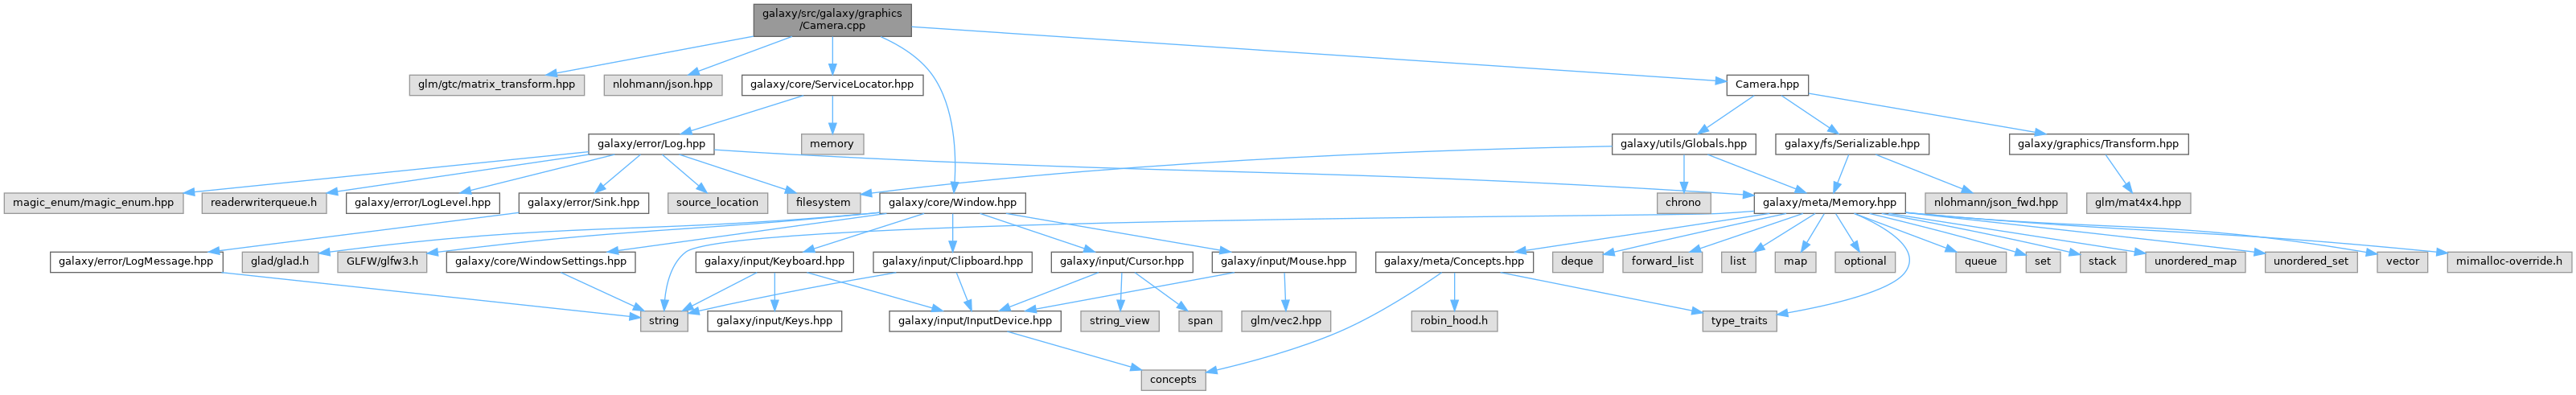 galaxy/src/galaxy/graphics
/Camera.cpp
glm/gtc/matrix_transform.hpp
nlohmann/json.hpp
galaxy/core/ServiceLocator.hpp
Camera.hpp
galaxy/error/Log.hpp
memory
galaxy/utils/Globals.hpp
galaxy/fs/Serializable.hpp
galaxy/graphics/Transform.hpp
magic_enum/magic_enum.hpp
readerwriterqueue.h
galaxy/error/LogLevel.hpp
galaxy/error/Sink.hpp
source_location
filesystem
galaxy/core/Window.hpp
chrono
galaxy/meta/Memory.hpp
nlohmann/json_fwd.hpp
glm/mat4x4.hpp
galaxy/error/LogMessage.hpp
glad/glad.h
GLFW/glfw3.h
galaxy/core/WindowSettings.hpp
galaxy/input/Keyboard.hpp
galaxy/input/Clipboard.hpp
galaxy/input/Cursor.hpp
galaxy/input/Mouse.hpp
galaxy/meta/Concepts.hpp
deque
forward_list
list
map
optional
queue
set
stack
unordered_map
unordered_set
vector
mimalloc-override.h
string
galaxy/input/Keys.hpp
galaxy/input/InputDevice.hpp
string_view
span
glm/vec2.hpp
robin_hood.h
type_traits
concepts